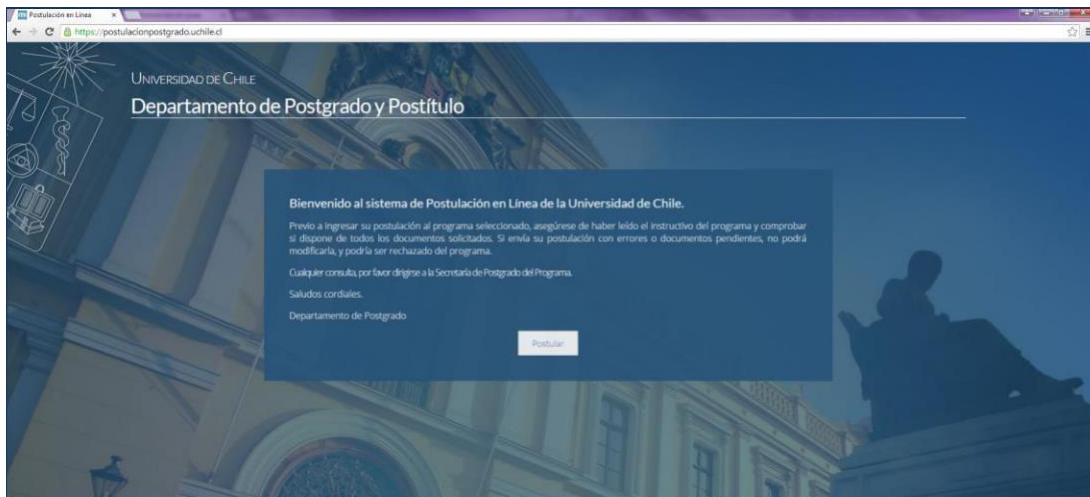 Postulación en Línea
https://postulacionpostgrado.uchile.cl
UNIVERSIDAD DE CHILE
Departamento de Postgrado y Postítulo
Bienvenido al sistema de Postulación en Línea de la Universidad de Chile.
Previo a ingresar su postulación al programa seleccionado, asegúrese de haber leído el instructivo del programa y comprobar
si dispone de todos los documentos solicitados. Si envía su postulación con errores o documentos pendientes, no podrá
modificarla, y podría ser rechazado del programa.
Cualquier consulta, por favor dirigirse a la Secretaría de Postgrado del Programa.
Saludos cordiales.
Departamento de Postgrado
Postular